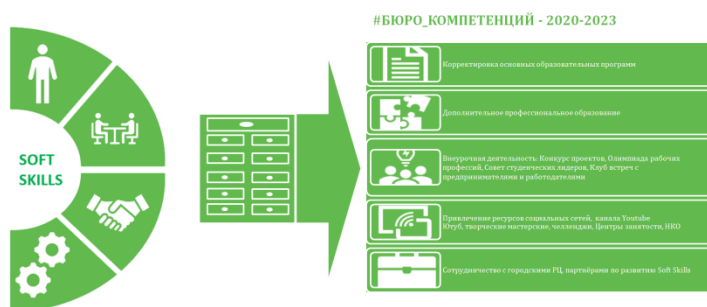 #БЮРО_КОМПЕТЕНЦИЙ - 2020-2023
SOFT
SKILLS
Корректировка основных образовательных программ
Дополнительное профессиональное образование
Внеурочная деятельность: Конкурс проектов, Олимпиада рабочих
профессий, Совет студенческих лидеров, Клуб встреч с
предпринимателями и работодателями
Привлечение ресурсов социальных сетей, канала Youtube
Ютуб, творческие мастерские, челленджи, Центры занятости, НКО
Сотрудничество с городскими РЦ, партнёрами по развитию Soft Skills